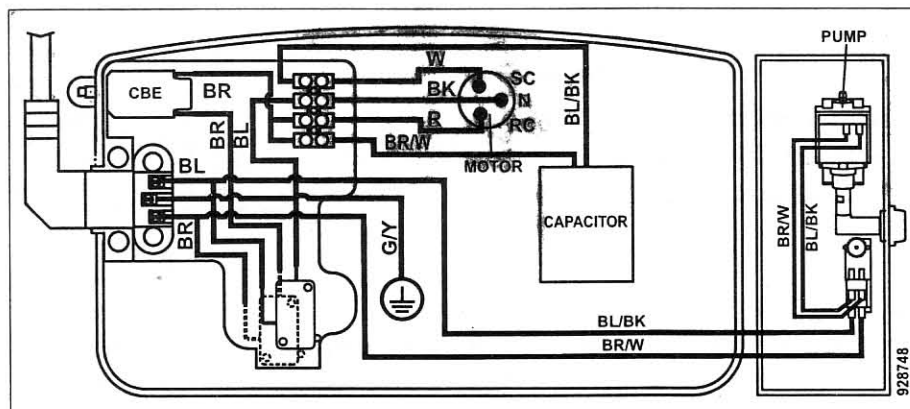 PUMP
CBE
BR
W
SC
BK
N
R
RC
BR/W
MOTOR
BL/BK
BR
BL
BL
BR
G/Y
CAPACITOR
BR/W
BL/BK
BL/BK
BR/W
928748